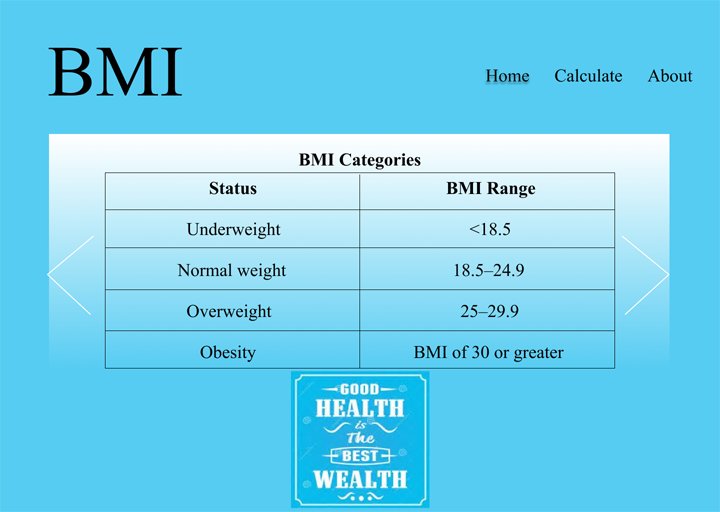 BMI
Home Calculate About
BMI Categories
Status BMI Range
Underweight <18.5
Normal weight 18.5–24.9
Overweight 25–29.9
Obesity BMI of 30 or greater
GOOD
HEALTH
is
The
BEST
WEALTH